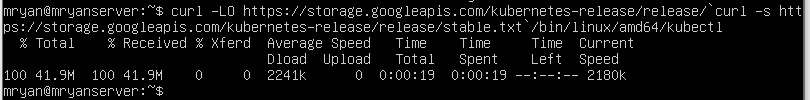 mryan@mryanserver:~$ curl -LO https://storage.googleapis.com/kubernetes-release/release/`curl -s htt
ps://storage.googleapis.com/kubernetes-release/release/stable.txt`/bin/linux/amd64/kubectl
  % Total    % Received % Xferd  Average Speed   Time    Time     Time  Current
                                 Dload  Upload   Total   Spent    Left  Speed
100 41.9M  100 41.9M    0     0  2241k      0  0:00:19  0:00:19 --:--:-- 2180k
mryan@mryanserver:~$